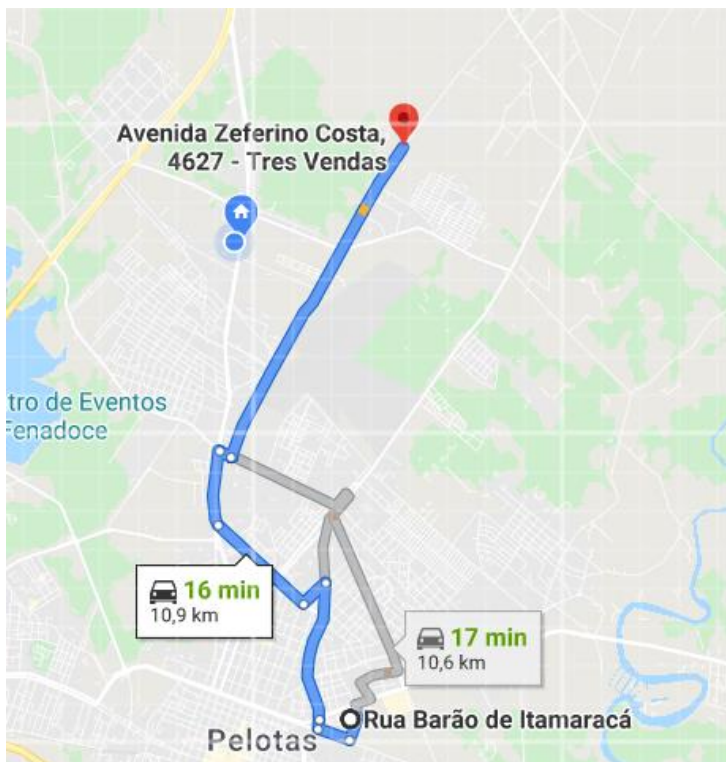 Avenida Zeferino Costa,
4627 - Tres Vendas
tro de Eventos
Fenadoce
16 min
10,9 km
17 min
10,6 km
Rua Barão de Itamaracá
Pelotas